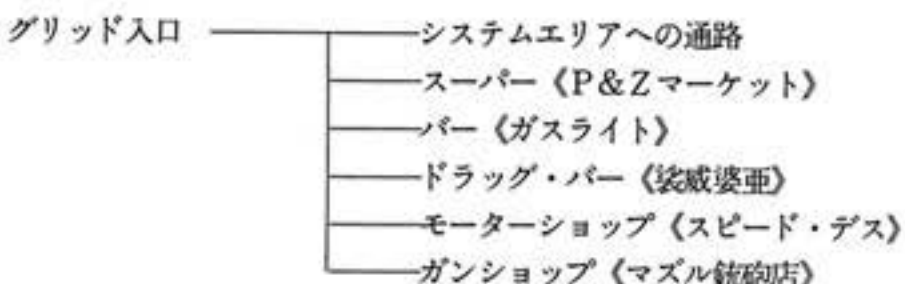 グリッド入口
システムエリアへの通路
スーパー《P&Zマーケット》
バー《ガスライト》
ドラッグ・バー《裟威婆亜》
モーターショップ《スピード・デス》
ガンショップ《マズル銃砲店》